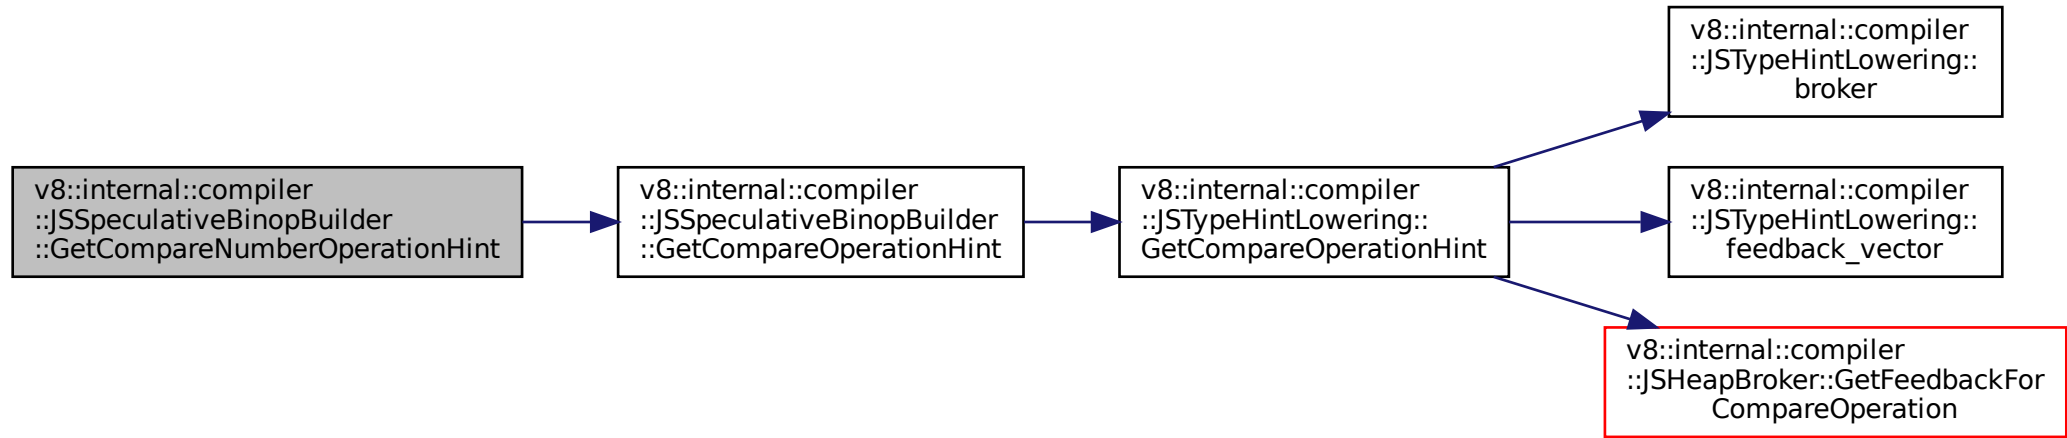 v8::internal::compiler
::JSSpeculativeBinopBuilder
::GetCompareNumberOperationHint
v8::internal::compiler
::JSSpeculativeBinopBuilder
::GetCompareOperationHint
v8::internal::compiler
::JSTypeHintLowering::
GetCompareOperationHint
v8::internal::compiler
::JSTypeHintLowering::
broker
v8::internal::compiler
::JSTypeHintLowering::
feedback_vector
v8::internal::compiler
::JSHeapBroker::GetFeedbackFor
CompareOperation